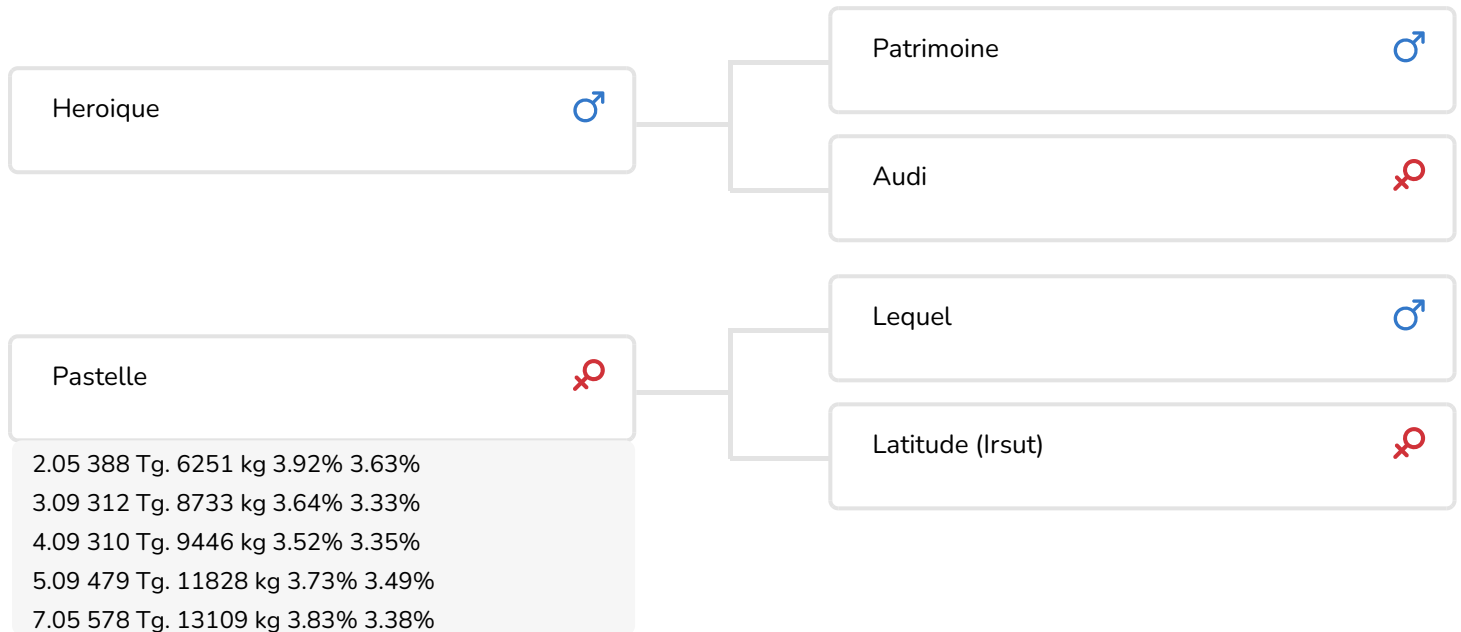 Patrimoine
Heroique
Audi
Lequel
Pastelle
Latitude (Irsut)
2.05 388 Tg. 6251 kg 3.92% 3.63%
3.09 312 Tg. 8733 kg 3.64% 3.33%
4.09 310 Tg. 9446 kg 3.52% 3.35%
5.09 479 Tg. 11828 kg 3.73% 3.49%
7.05 578 Tg. 13109 kg 3.83% 3.38%